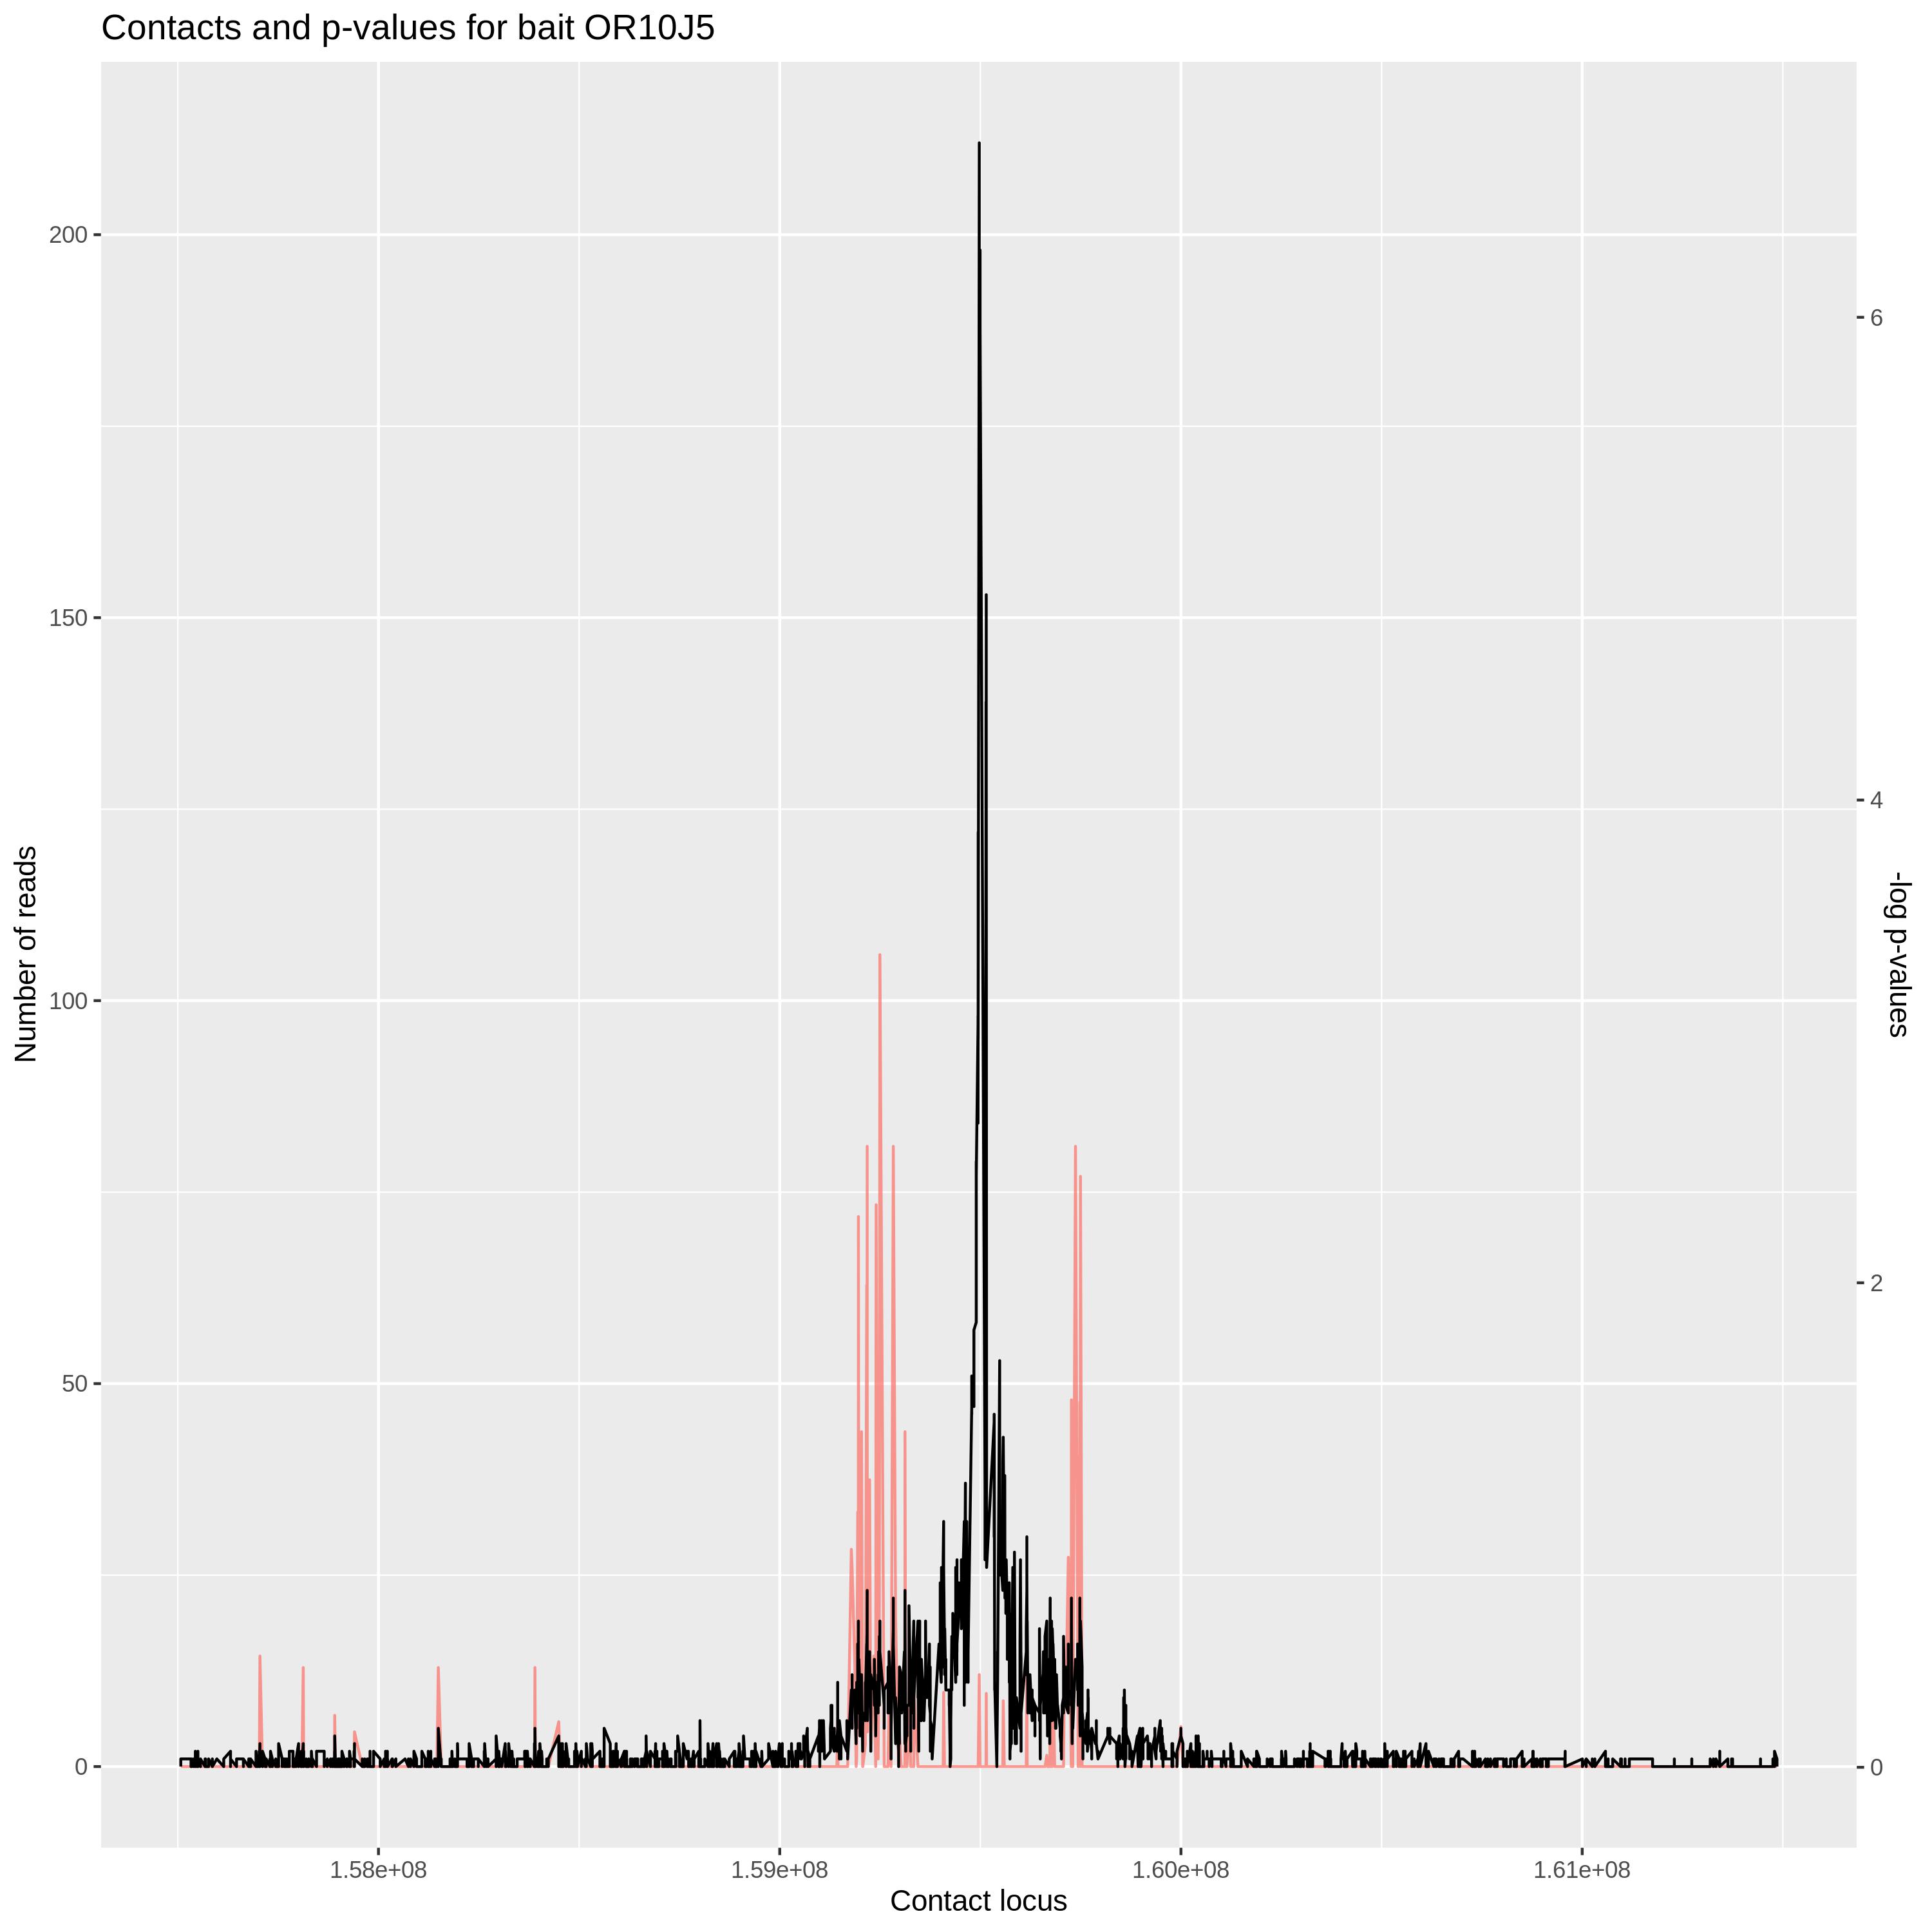 Contacts and p-values for bait OR10J5
Number of reads
200
150
100
50
0
6
4
2
0
-log p-values
1.58e+08
1.59e+08
1.60e+08
1.61e+08
Contact locus